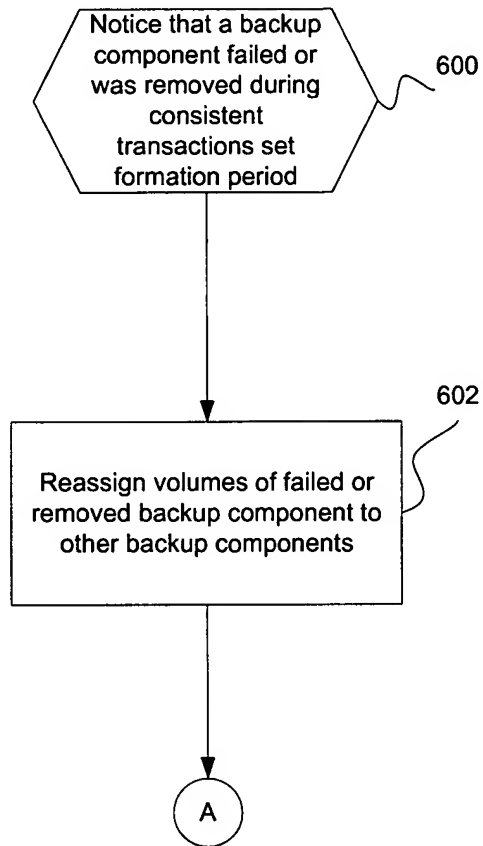 Notice that a backup
component failed or
was removed during
consistent
transactions set
formation period
600
602
Reassign volumes of failed or
removed backup component to
other backup components
A